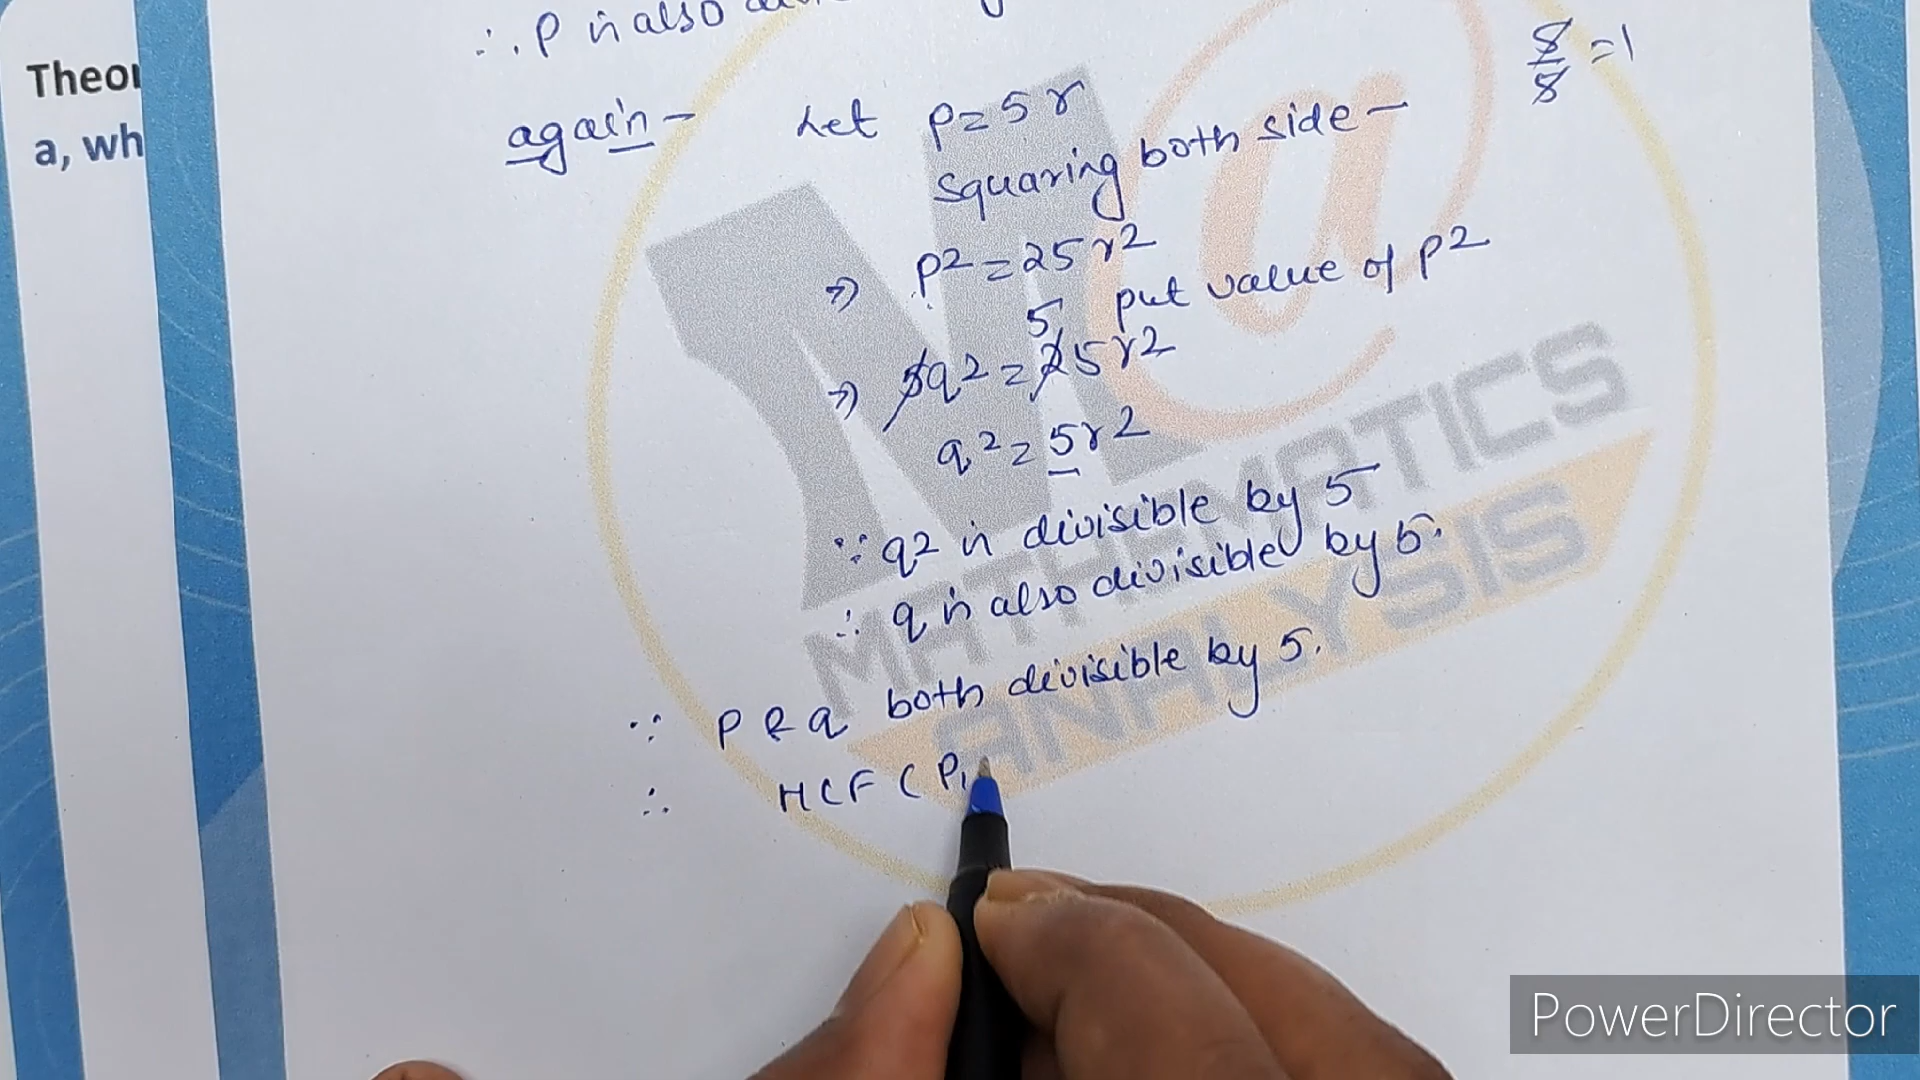 ∴ P is also
8/8 = 1
Theor
a, wh
again - Let p = 5r
squaring both side -
⇒ p² = 25r²
put value of p²
5
⇒ 5q² = 25r²
q² = 5r²
∵ q² is divisible by 5
∴ q is also divisible by 5.
∵ P & q both divisible by 5.
∴ HCF (P,
M@
MATHEMATICS
ANALYSIS
PowerDirector